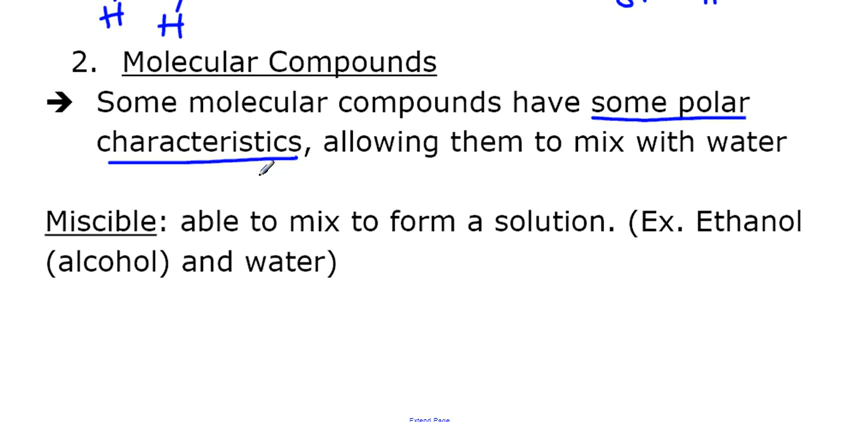 H H
2. Molecular Compounds
➔ Some molecular compounds have some polar
characteristics, allowing them to mix with water
Miscible: able to mix to form a solution. (Ex. Ethanol
(alcohol) and water)
Extend Page